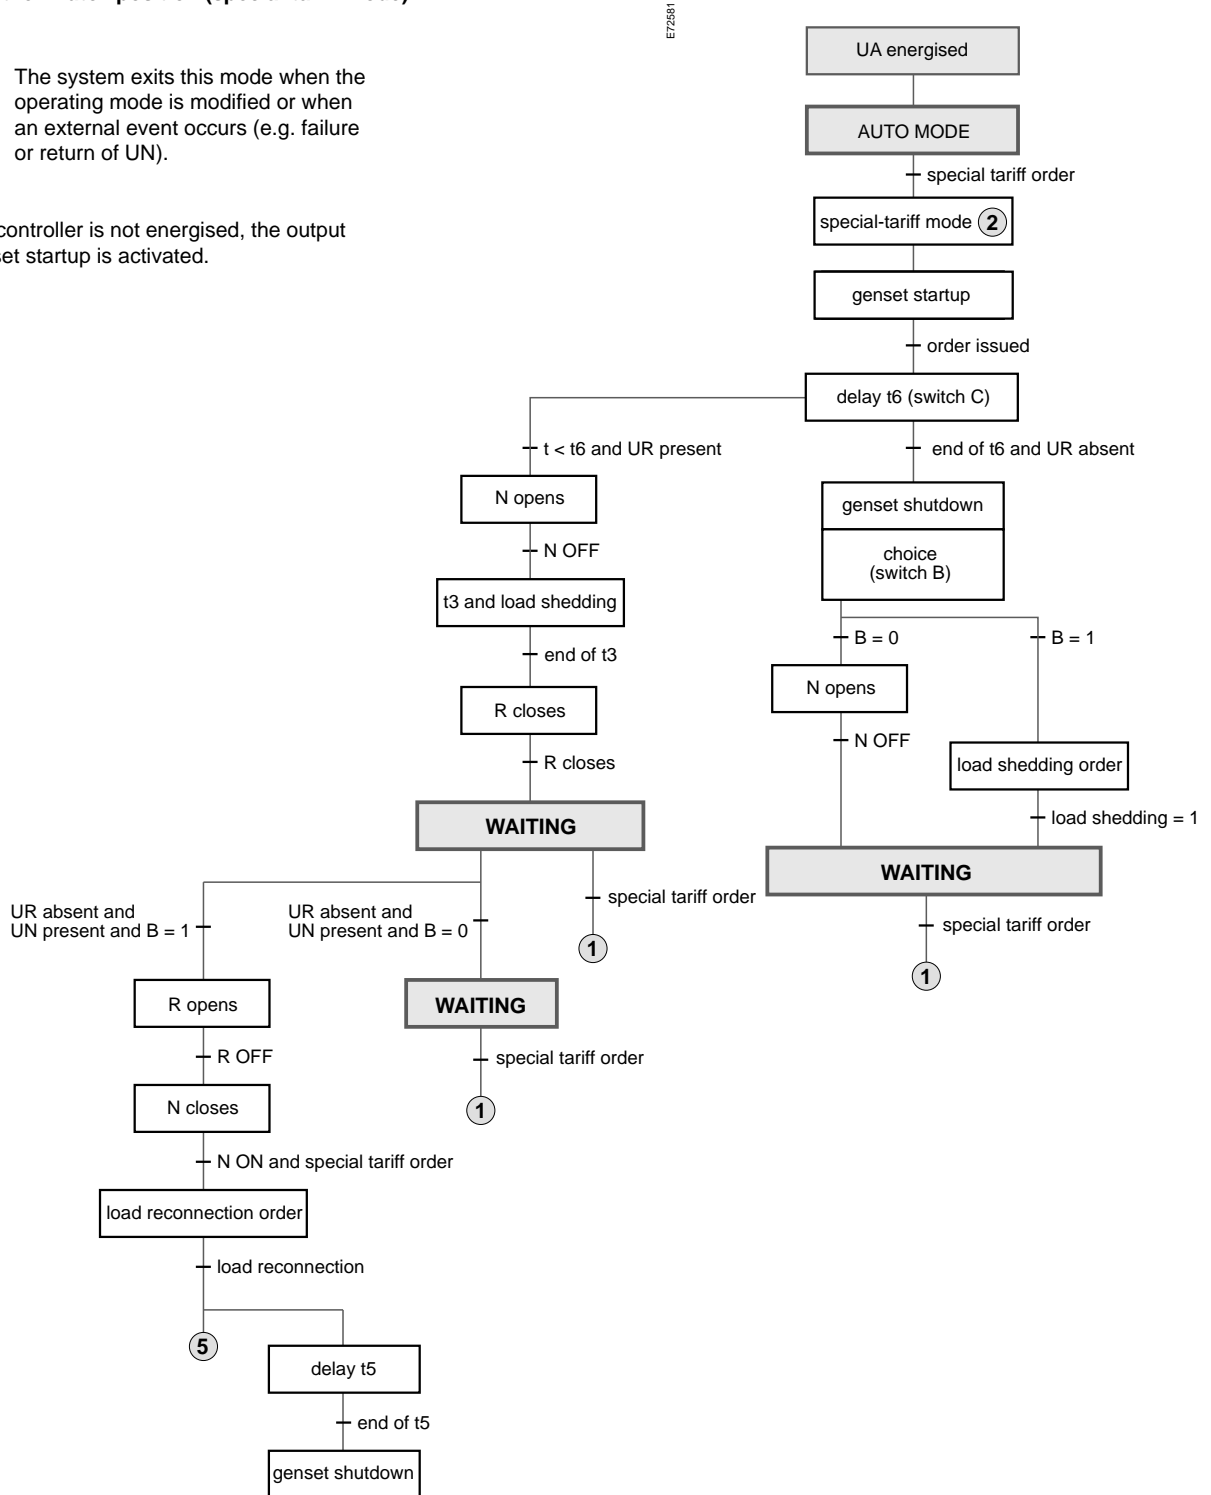 E72581
The system exits this mode when the
operating mode is modified or when
an external event occurs (e.g. failure
or return of UN).
controller is not energised, the output
set startup is activated.
UA energised
AUTO MODE
special tariff order
special-tariff mode 2
genset startup
order issued
delay t6 (switch C)
t < t6 and UR present
end of t6 and UR absent
N opens
N OFF
t3 and load shedding
end of t3
R closes
R closes
WAITING
genset shutdown
choice
(switch B)
B = 0
B = 1
N opens
N OFF
load shedding order
load shedding = 1
WAITING
special tariff order
1
special tariff order
1
UR absent and
UN present and B = 1
UR absent and
UN present and B = 0
WAITING
special tariff order
1
R opens
R OFF
N closes
N ON and special tariff order
load reconnection order
load reconnection
5
delay t5
end of t5
genset shutdown